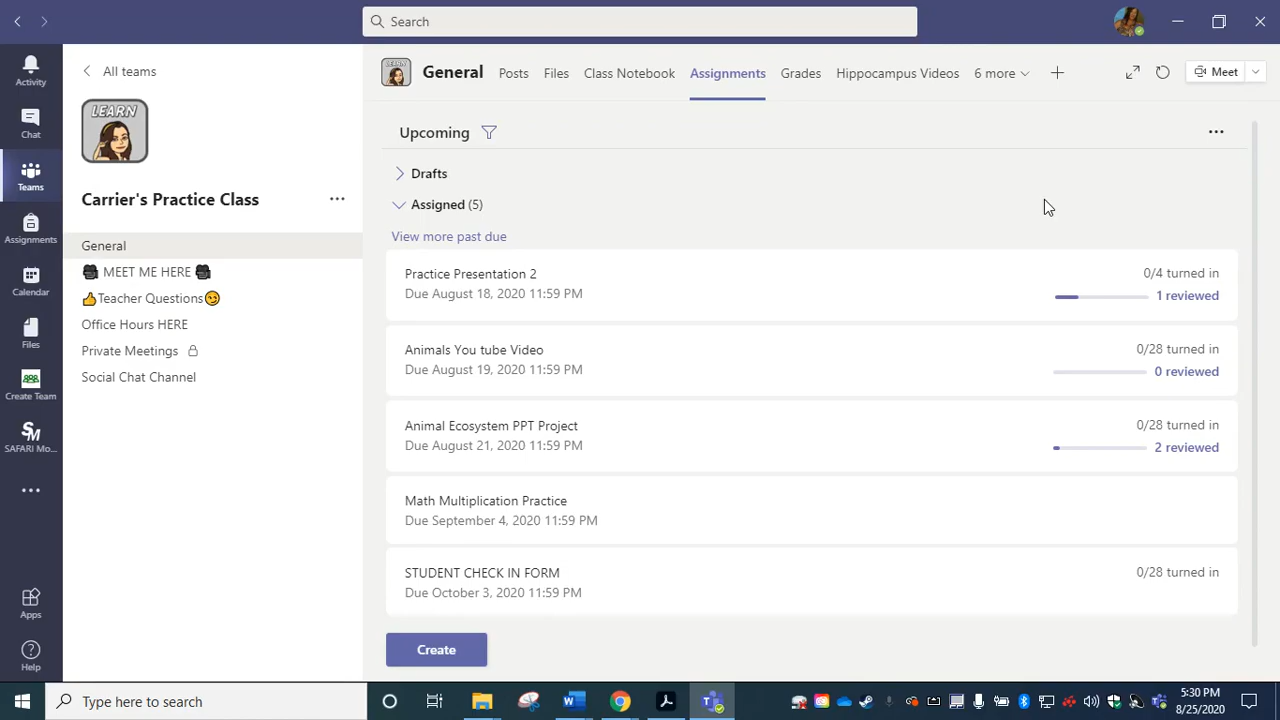 Search
Activity
Chat
Teams
Assignments
Calendar
Files
Create Team
SAFARI Mo...
Apps
Help
All teams
LEARN
Carrier's Practice Class
General
MEET ME HERE
👍Teacher Questions😏
Office Hours HERE
Private Meetings
Social Chat Channel
LEARN
General Posts Files Class Notebook Assignments Grades Hippocampus Videos 6 more Meet
Upcoming
Drafts
Assigned (5)
View more past due
Practice Presentation 2 0/4 turned in
Due August 18, 2020 11:59 PM 1 reviewed
Animals You tube Video 0/28 turned in
Due August 19, 2020 11:59 PM 0 reviewed
Animal Ecosystem PPT Project 0/28 turned in
Due August 21, 2020 11:59 PM 2 reviewed
Math Multiplication Practice
Due September 4, 2020 11:59 PM
STUDENT CHECK IN FORM 0/28 turned in
Due October 3, 2020 11:59 PM
Create
Type here to search
5:30 PM
8/25/2020